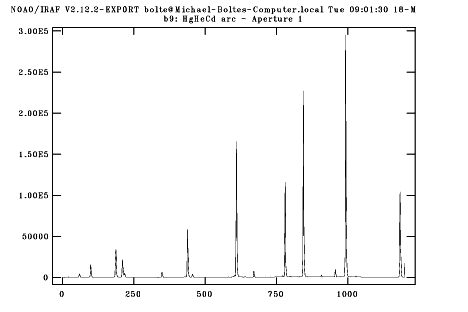 NOAO/IRAF V2.12.2-EXPORT bolte@Michael-Boltes-Computer.local Tue 09:01:30 18-M
b9: HgHeCd arc - Aperture 1
3.00E5
2.50E5
2.00E5
1.50E5
1.00E5
50000
0
0 250 500 750 1000